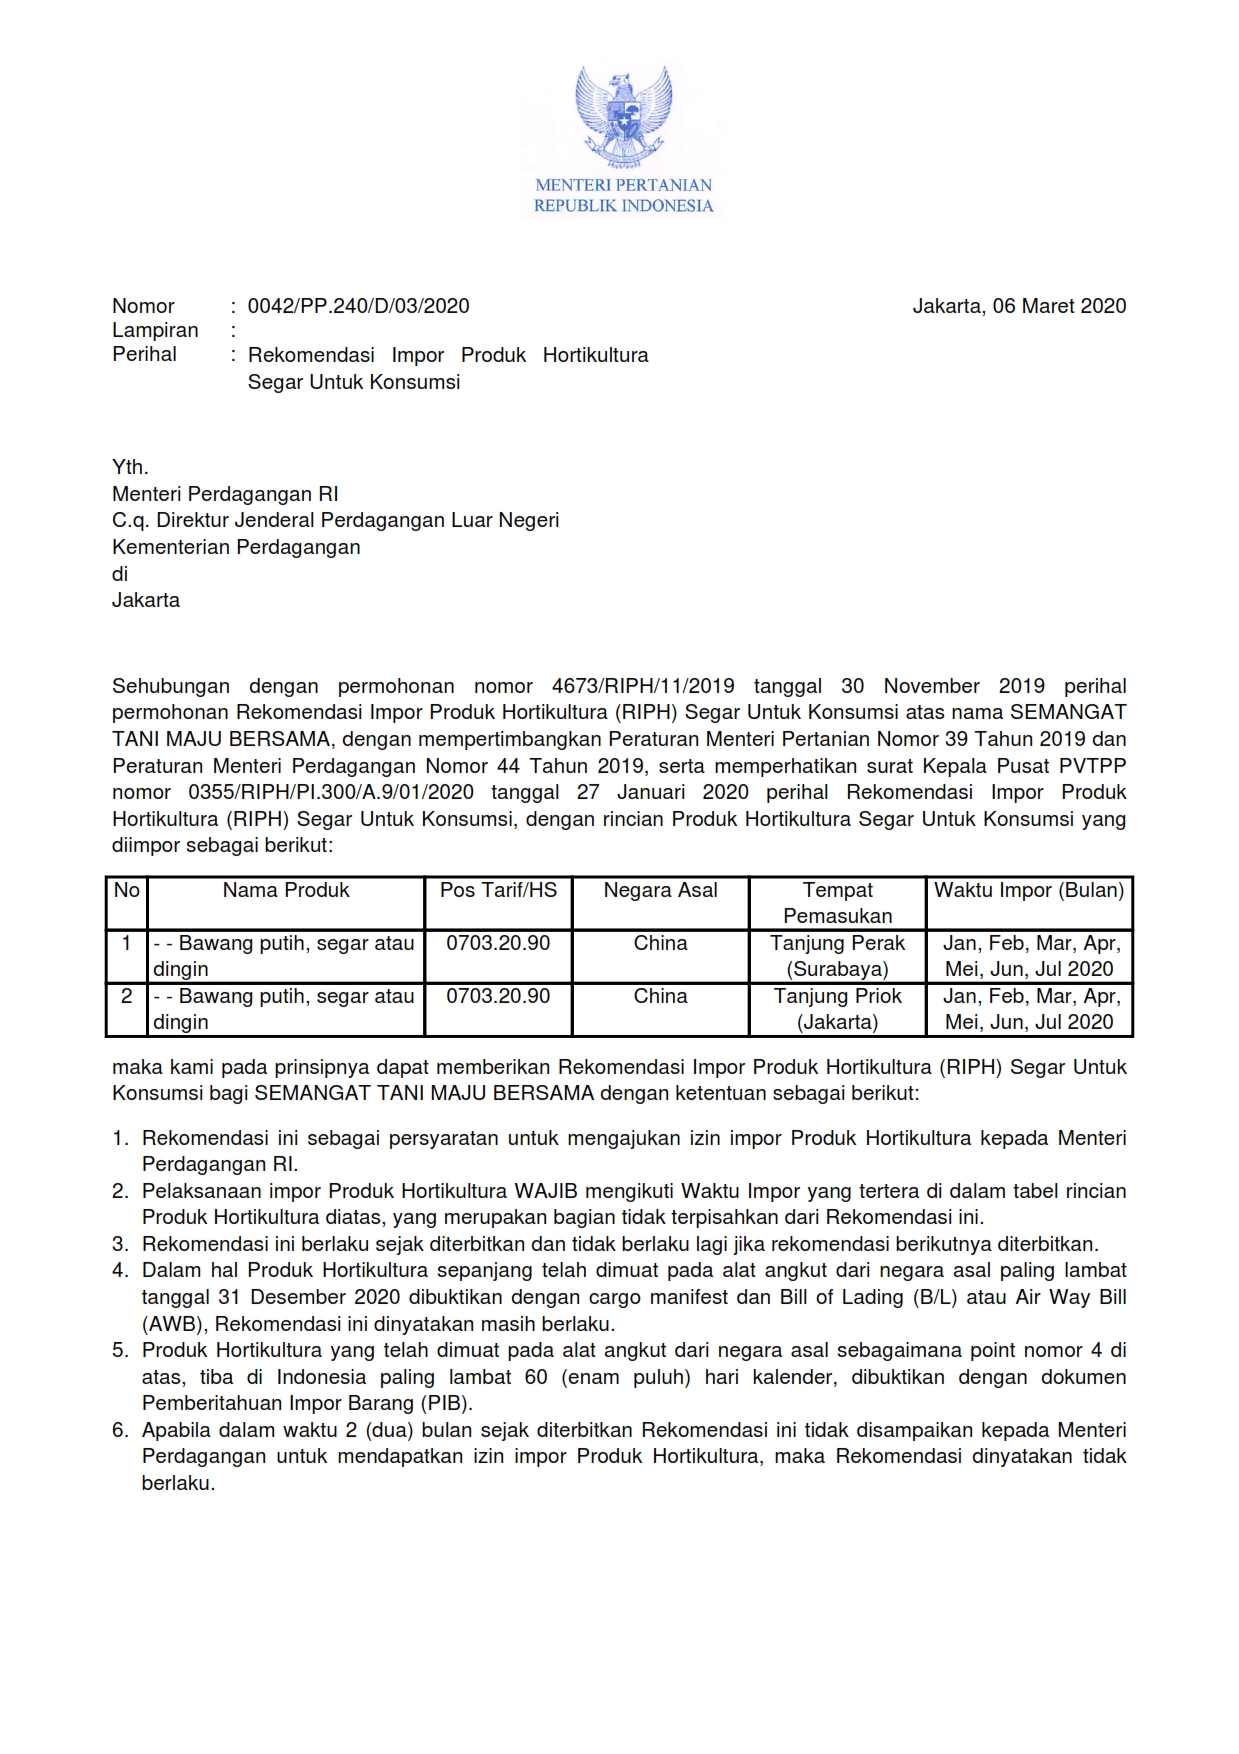 MENTERI PERTANIAN
REPUBLIK INDONESIA
Nomor : 0042/PP.240/D/03/2020 Jakarta, 06 Maret 2020
Lampiran :
Perihal : Rekomendasi Impor Produk Hortikultura
Segar Untuk Konsumsi
Yth.
Menteri Perdagangan RI
C.q. Direktur Jenderal Perdagangan Luar Negeri
Kementerian Perdagangan
di
Jakarta
Sehubungan dengan permohonan nomor 4673/RIPH/11/2019 tanggal 30 November 2019 perihal
permohonan Rekomendasi Impor Produk Hortikultura (RIPH) Segar Untuk Konsumsi atas nama SEMANGAT
TANI MAJU BERSAMA, dengan mempertimbangkan Peraturan Menteri Pertanian Nomor 39 Tahun 2019 dan
Peraturan Menteri Perdagangan Nomor 44 Tahun 2019, serta memperhatikan surat Kepala Pusat PVTPP
nomor 0355/RIPH/PI.300/A.9/01/2020 tanggal 27 Januari 2020 perihal Rekomendasi Impor Produk
Hortikultura (RIPH) Segar Untuk Konsumsi, dengan rincian Produk Hortikultura Segar Untuk Konsumsi yang
diimpor sebagai berikut:
No Nama Produk Pos Tarif/HS Negara Asal Tempat Waktu Impor (Bulan)
Pemasukan
1 - - Bawang putih, segar atau 0703.20.90 China Tanjung Perak Jan, Feb, Mar, Apr,
dingin (Surabaya) Mei, Jun, Jul 2020
2 - - Bawang putih, segar atau 0703.20.90 China Tanjung Priok Jan, Feb, Mar, Apr,
dingin (Jakarta) Mei, Jun, Jul 2020
maka kami pada prinsipnya dapat memberikan Rekomendasi Impor Produk Hortikultura (RIPH) Segar Untuk
Konsumsi bagi SEMANGAT TANI MAJU BERSAMA dengan ketentuan sebagai berikut:
1. Rekomendasi ini sebagai persyaratan untuk mengajukan izin impor Produk Hortikultura kepada Menteri
Perdagangan RI.
2. Pelaksanaan impor Produk Hortikultura WAJIB mengikuti Waktu Impor yang tertera di dalam tabel rincian
Produk Hortikultura diatas, yang merupakan bagian tidak terpisahkan dari Rekomendasi ini.
3. Rekomendasi ini berlaku sejak diterbitkan dan tidak berlaku lagi jika rekomendasi berikutnya diterbitkan.
4. Dalam hal Produk Hortikultura sepanjang telah dimuat pada alat angkut dari negara asal paling lambat
tanggal 31 Desember 2020 dibuktikan dengan cargo manifest dan Bill of Lading (B/L) atau Air Way Bill
(AWB), Rekomendasi ini dinyatakan masih berlaku.
5. Produk Hortikultura yang telah dimuat pada alat angkut dari negara asal sebagaimana point nomor 4 di
atas, tiba di Indonesia paling lambat 60 (enam puluh) hari kalender, dibuktikan dengan dokumen
Pemberitahuan Impor Barang (PIB).
6. Apabila dalam waktu 2 (dua) bulan sejak diterbitkan Rekomendasi ini tidak disampaikan kepada Menteri
Perdagangan untuk mendapatkan izin impor Produk Hortikultura, maka Rekomendasi dinyatakan tidak
berlaku.